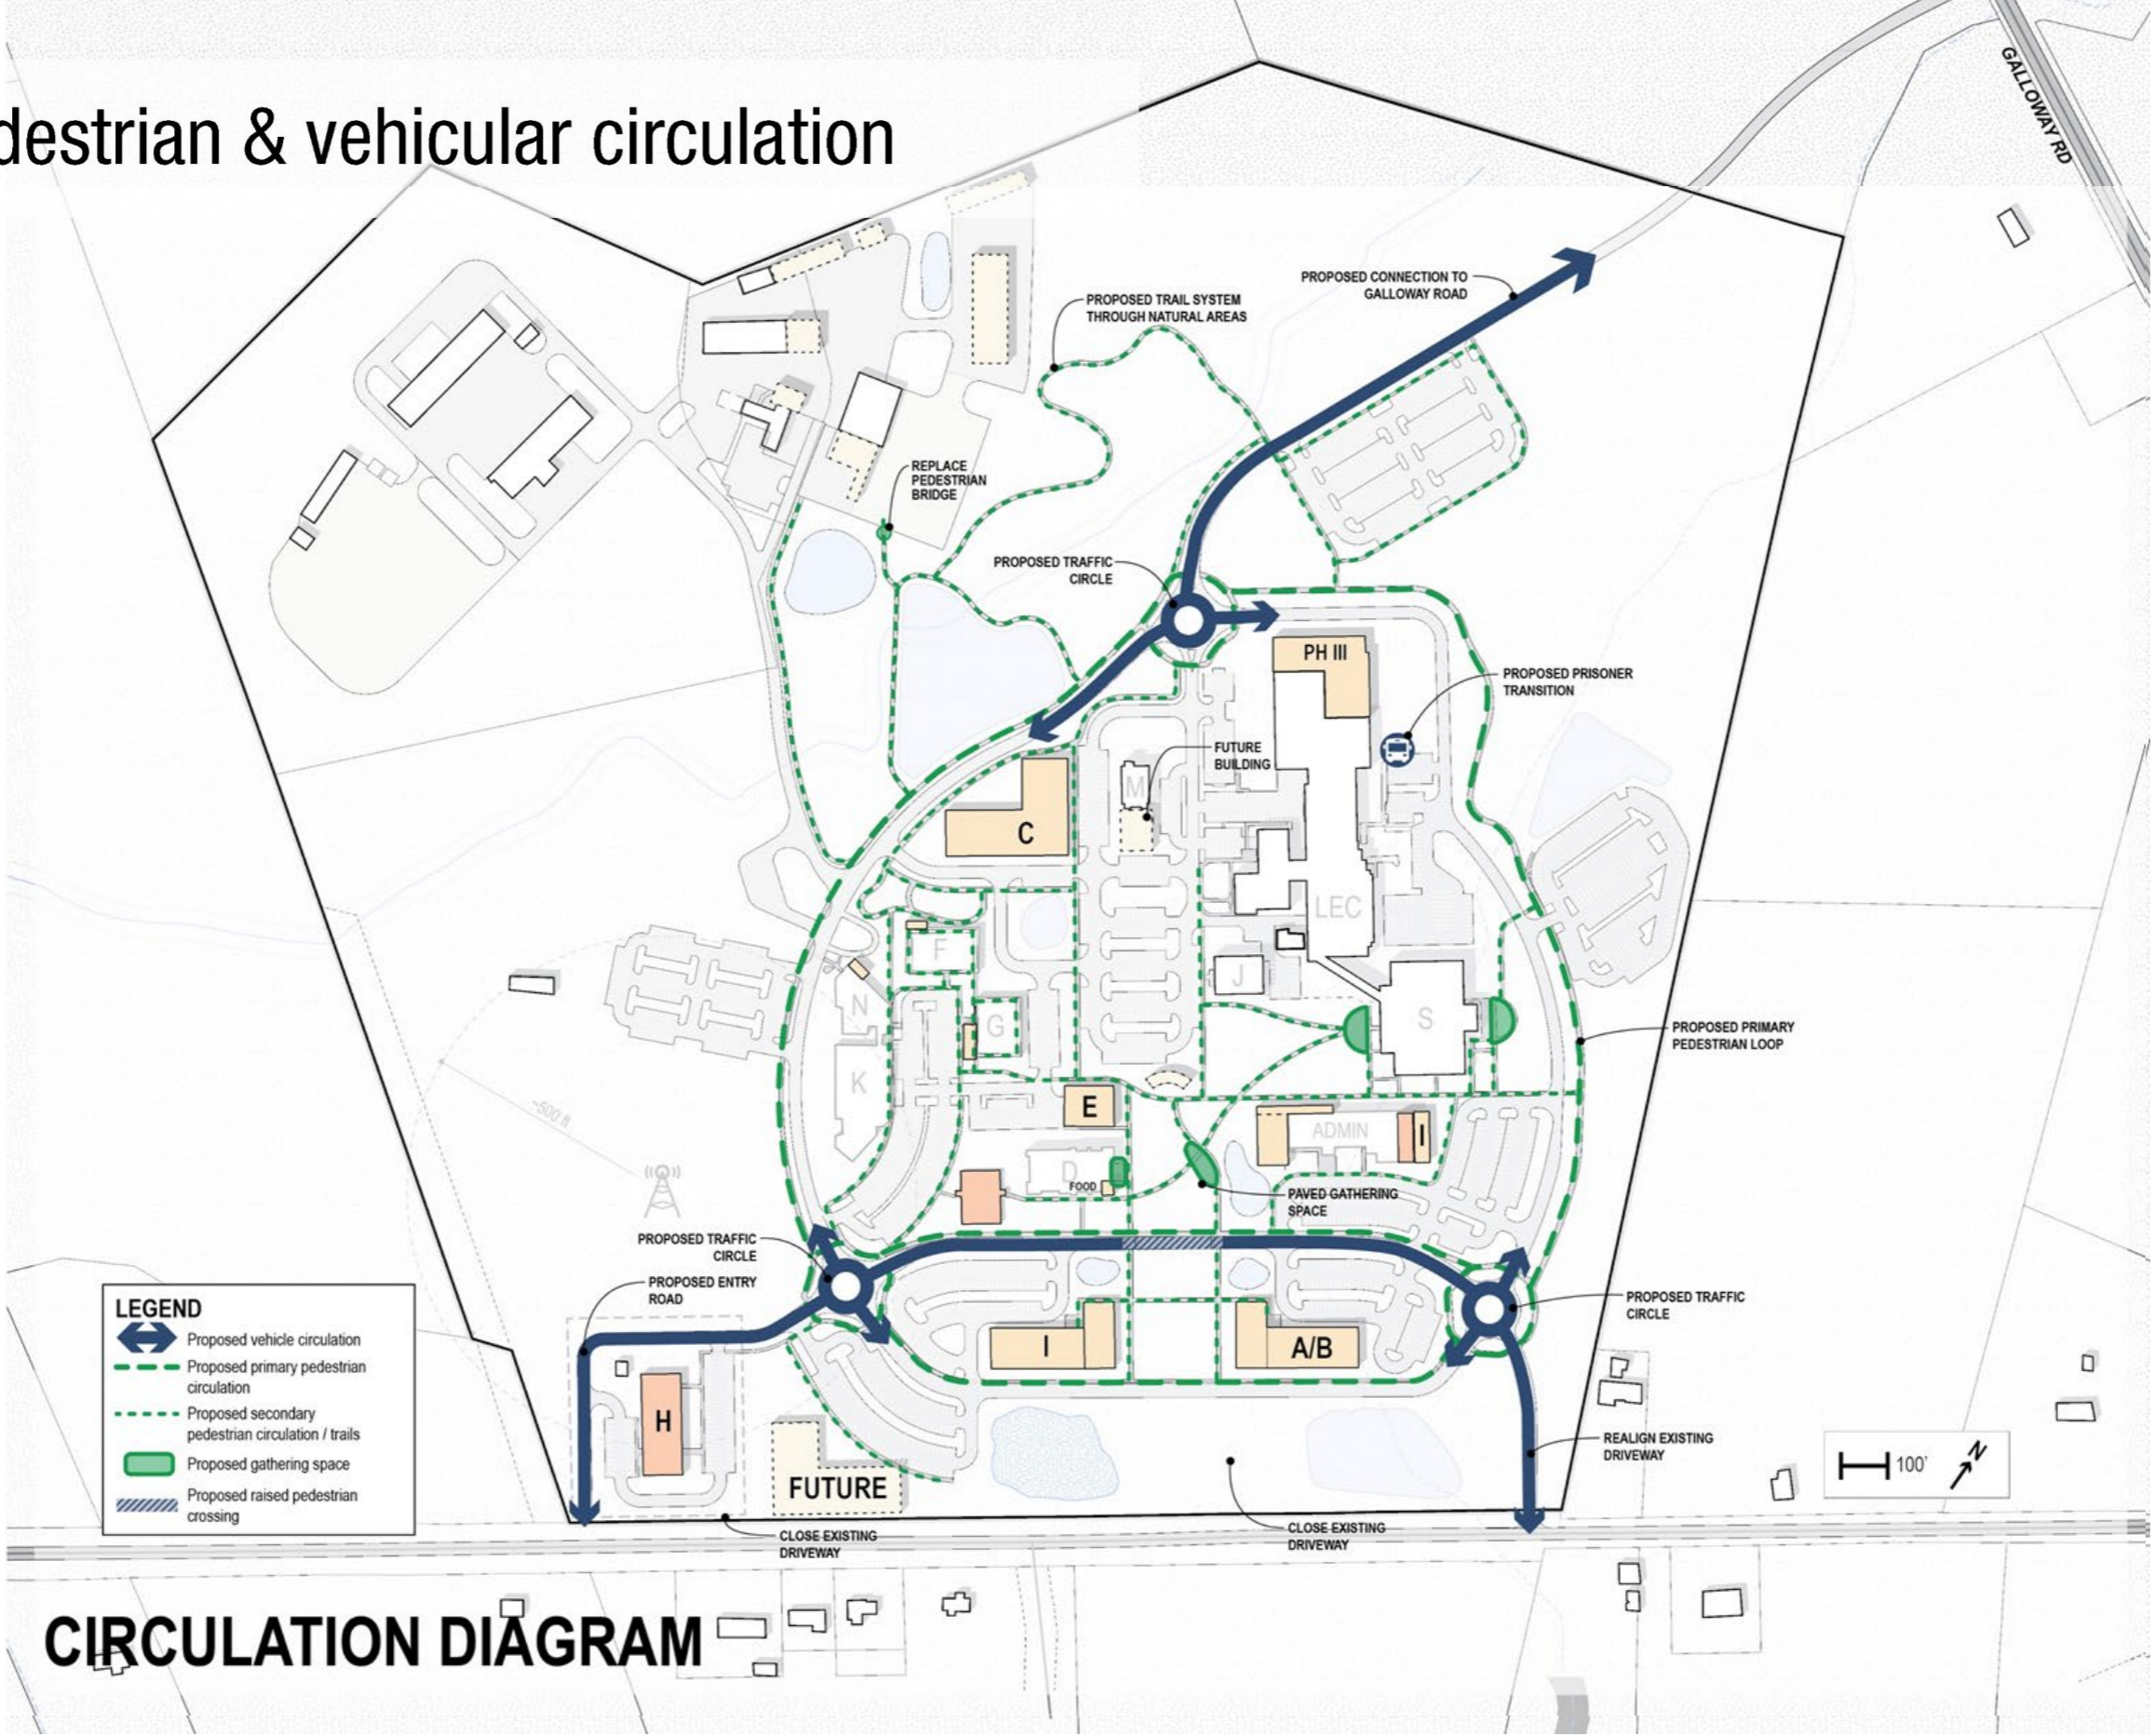 destrian & vehicular circulation
GALLOWAY RD
PROPOSED CONNECTION TO
GALLOWAY ROAD
PROPOSED TRAIL SYSTEM
THROUGH NATURAL AREAS
REPLACE
PEDESTRIAN
BRIDGE
PROPOSED TRAFFIC
CIRCLE
PH III
PROPOSED PRISONER
TRANSITION
FUTURE
BUILDING
M
C
LEC
F
J
N
G
S
PROPOSED PRIMARY
PEDESTRIAN LOOP
K
E
~500 ft
ADMIN
I
D
FOOD
PAVED GATHERING
SPACE
PROPOSED TRAFFIC
CIRCLE
PROPOSED ENTRY
ROAD
PROPOSED TRAFFIC
CIRCLE
I
A/B
H
FUTURE
REALIGN EXISTING
DRIVEWAY
CLOSE EXISTING
DRIVEWAY
CLOSE EXISTING
DRIVEWAY
LEGEND
Proposed vehicle circulation
Proposed primary pedestrian
circulation
Proposed secondary
pedestrian circulation / trails
Proposed gathering space
Proposed raised pedestrian
crossing
100'
N
CIRCULATION DIAGRAM